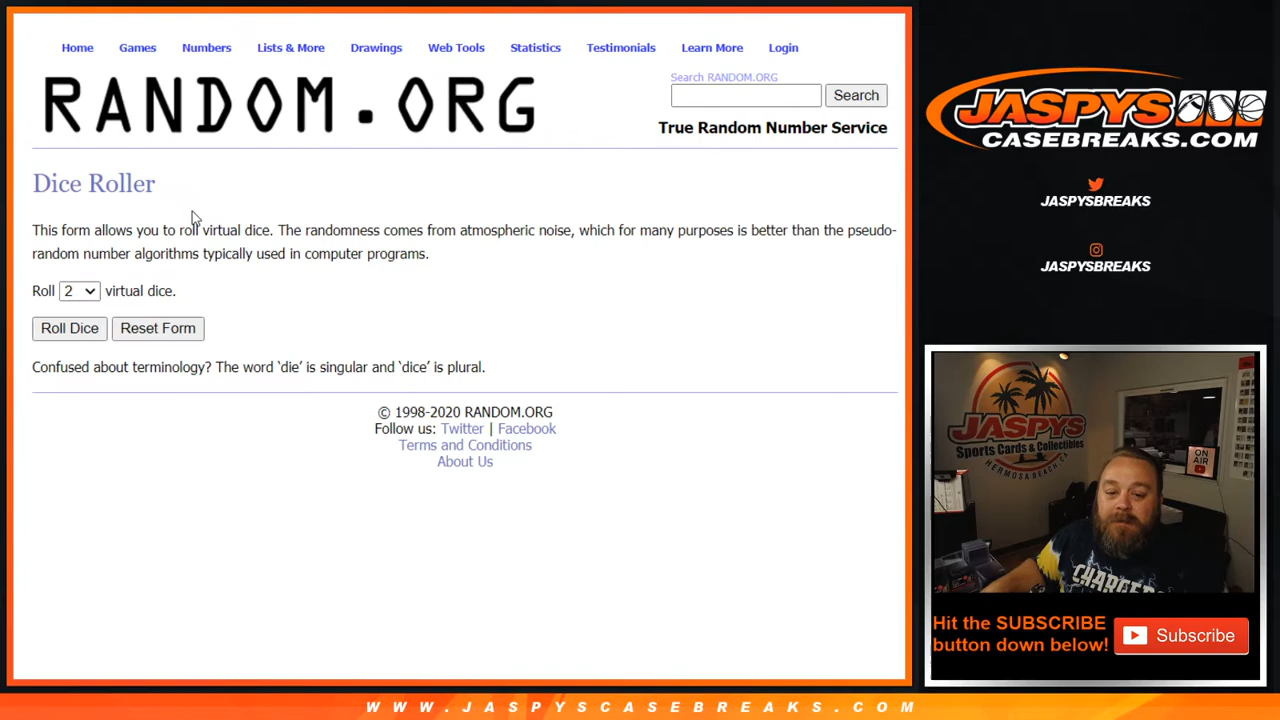 Home Games Numbers Lists & More Drawings Web Tools Statistics Testimonials Learn More Login
RANDOM.ORG
Search RANDOM.ORG
Search
True Random Number Service
Dice Roller
This form allows you to roll virtual dice. The randomness comes from atmospheric noise, which for many purposes is better than the pseudo-
random number algorithms typically used in computer programs.
Roll 2 virtual dice.
Roll Dice Reset Form
Confused about terminology? The word ‘die’ is singular and ‘dice’ is plural.
© 1998-2020 RANDOM.ORG
Follow us: Twitter | Facebook
Terms and Conditions
About Us
JASPYS
CASEBREAKS.COM
JASPYSBREAKS
JASPYSBREAKS
JASPYS
Sports Cards & Collectibles
HERMOSA BEACH, CA
ON
AIR
CHARGERS
Hit the SUBSCRIBE
button down below!
Subscribe
WWW.JASPYSCASEBREAKS.COM